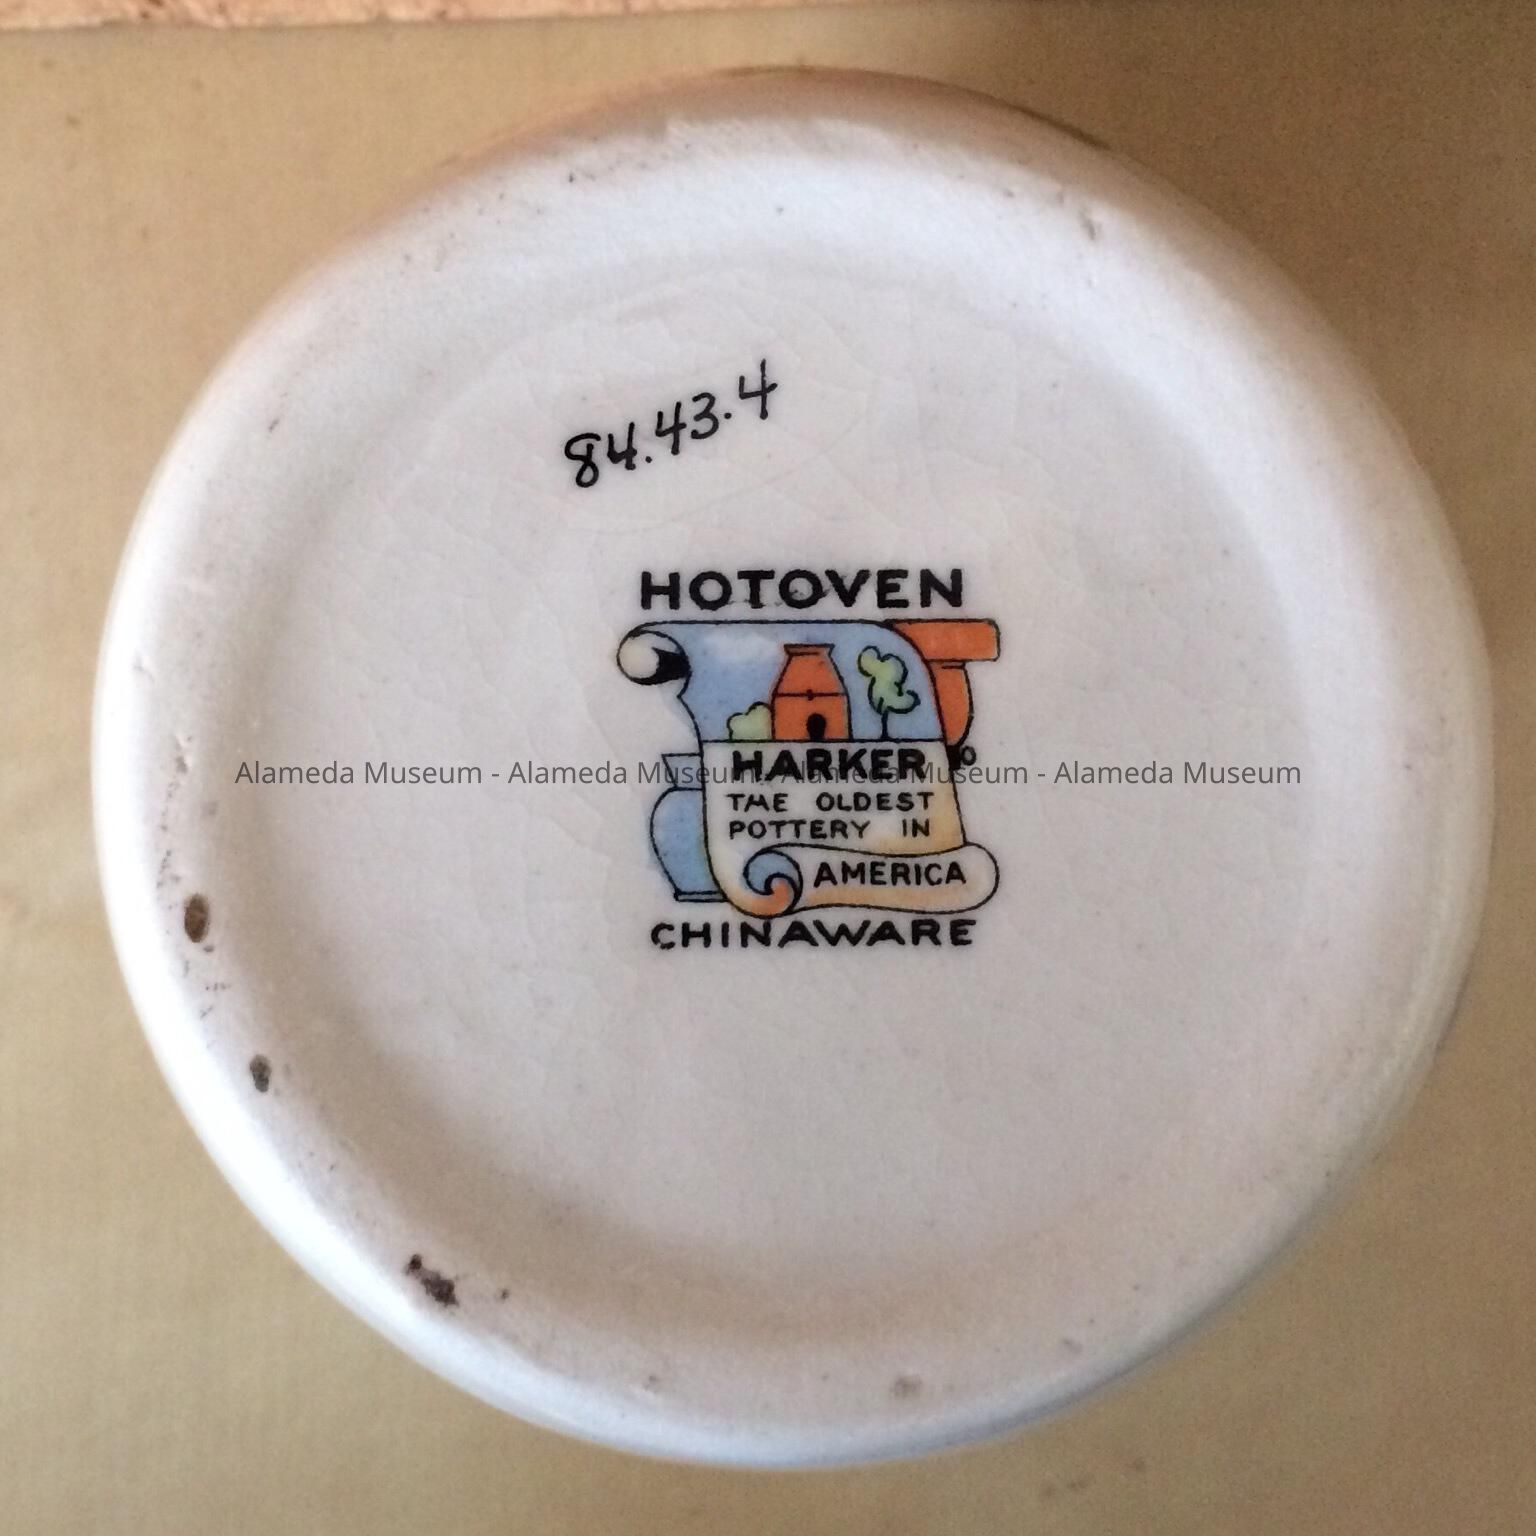 84.43.4
HOTOVEN
HARKER
Alameda Museum - Alameda Museum - Alameda Museum - Alameda Museum
THE OLDEST
POTTERY IN
AMERICA
CHINAWARE